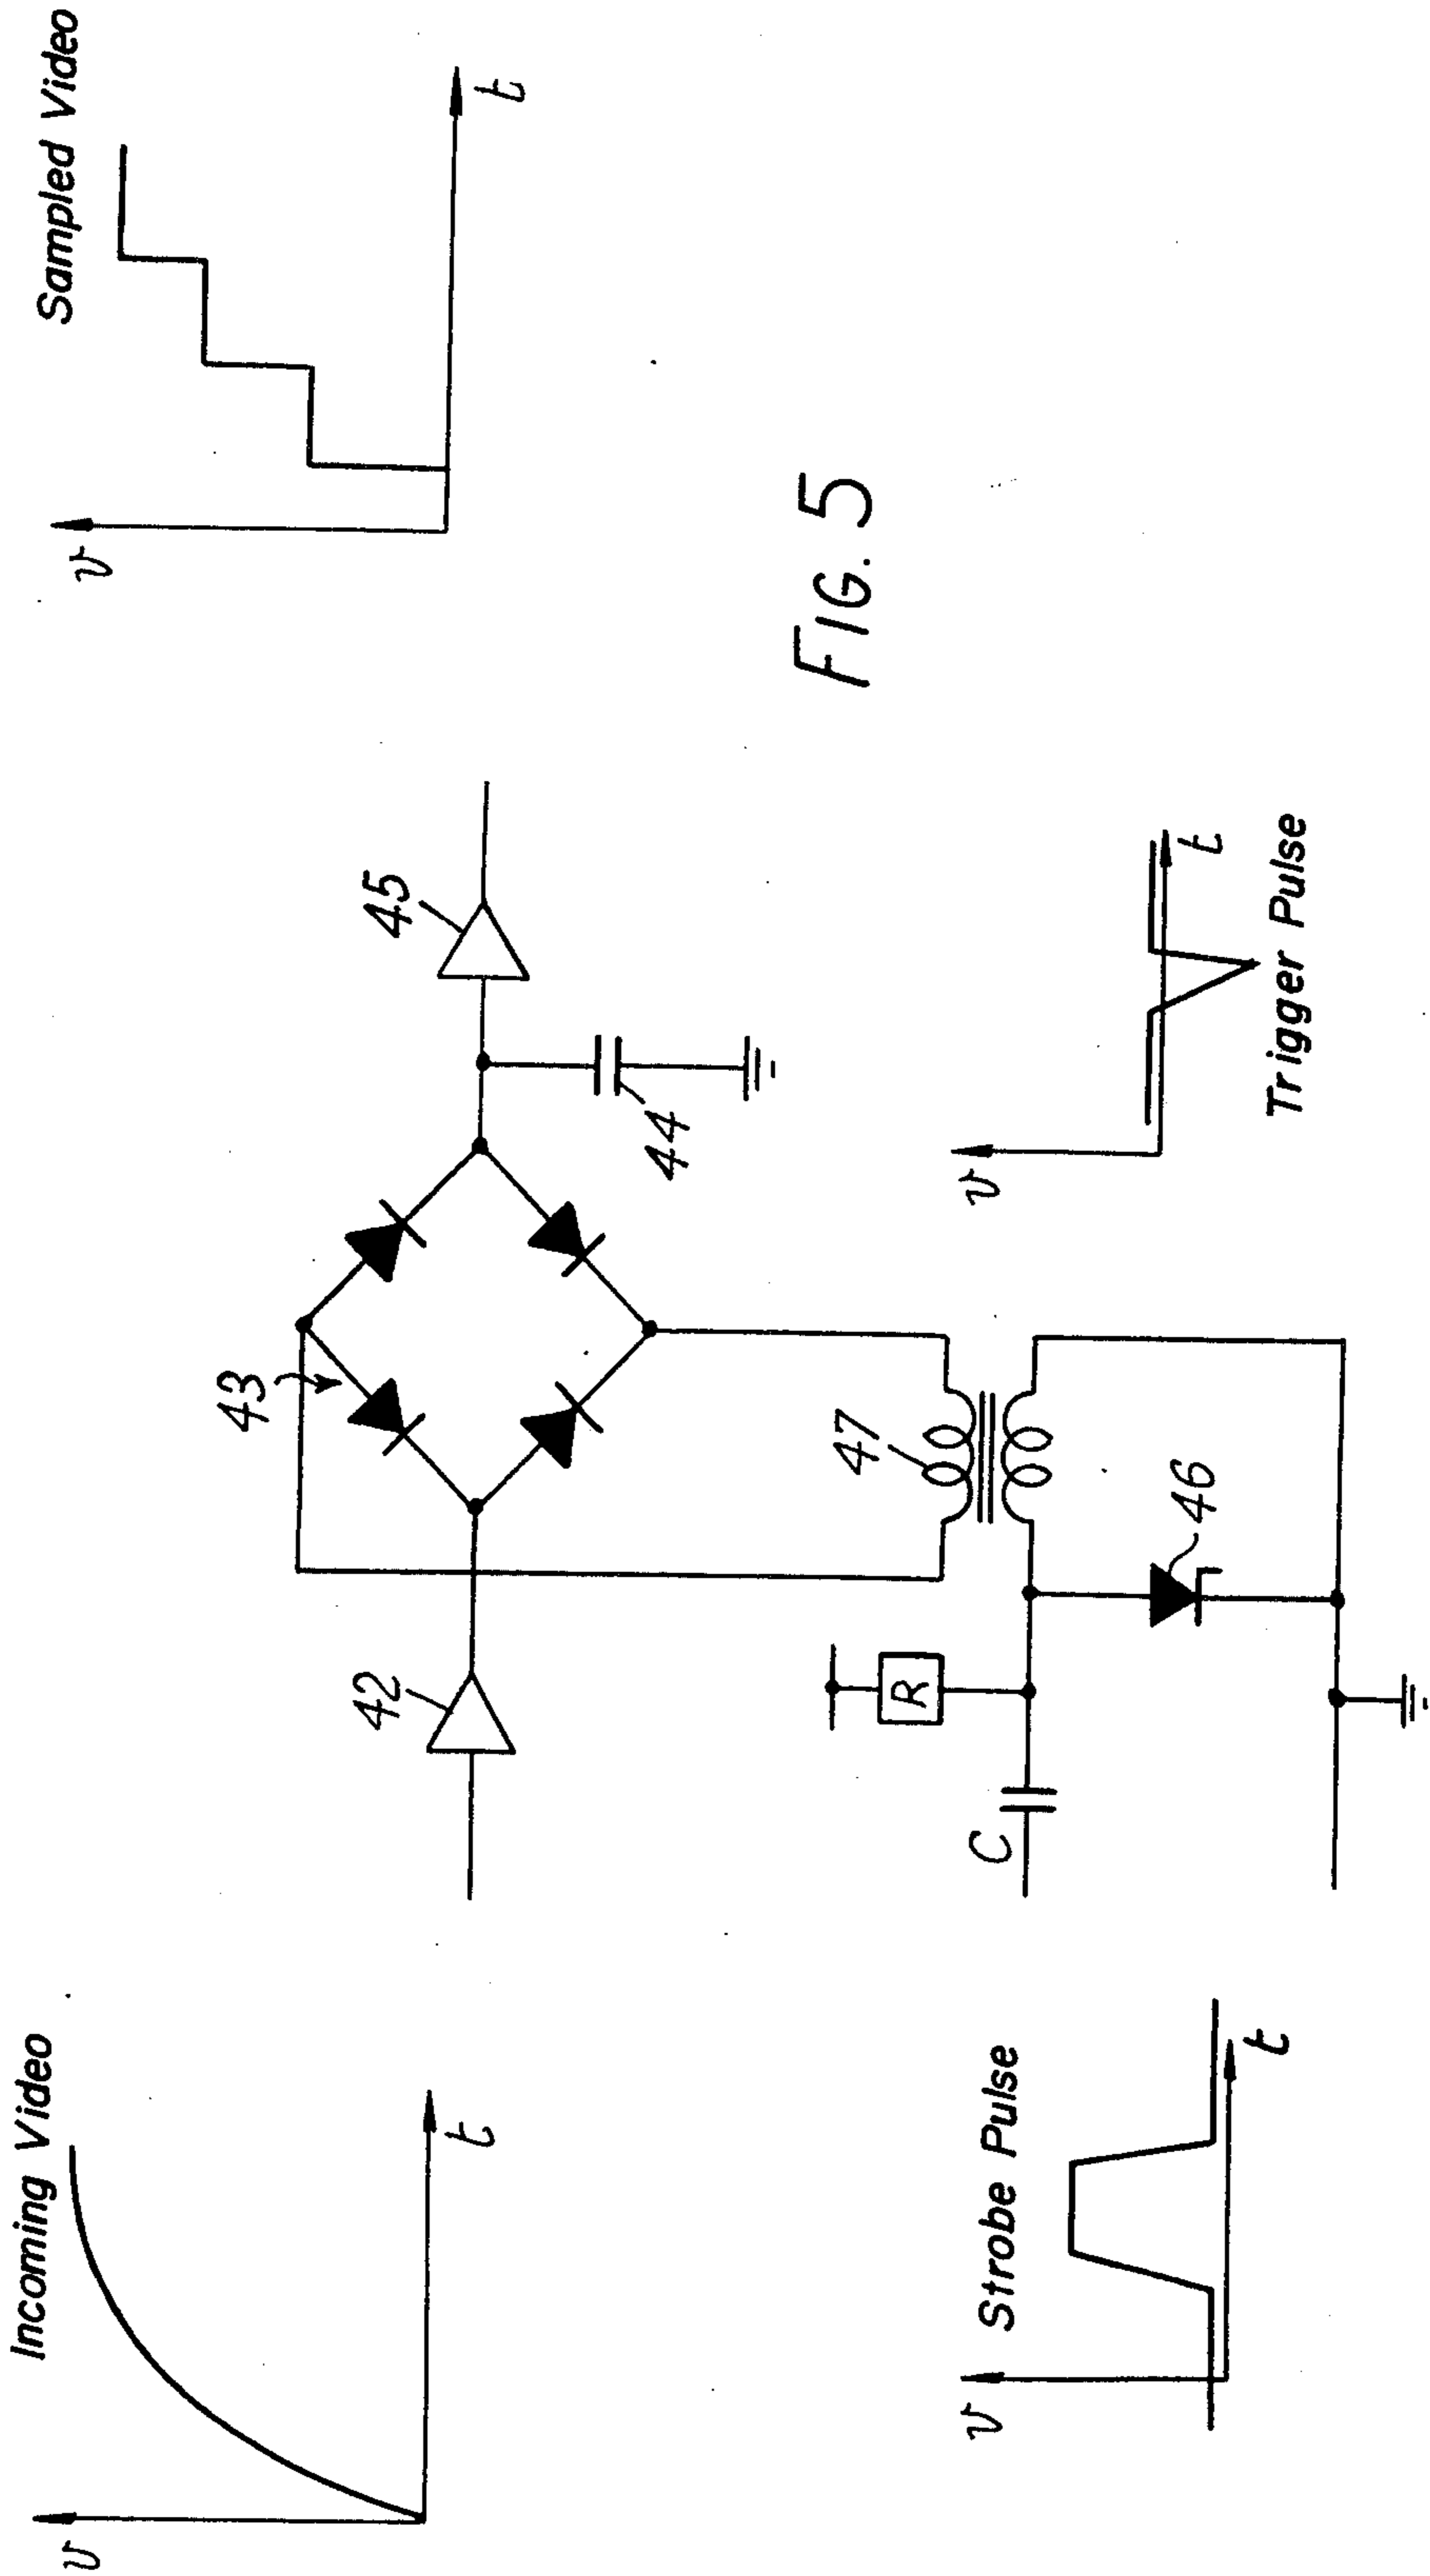 Incoming Video
v
t
Sampled Video
v
t
42
43
44
45
FIG. 5
Strobe Pulse
v
t
C
R
46
47
v
t
Trigger Pulse